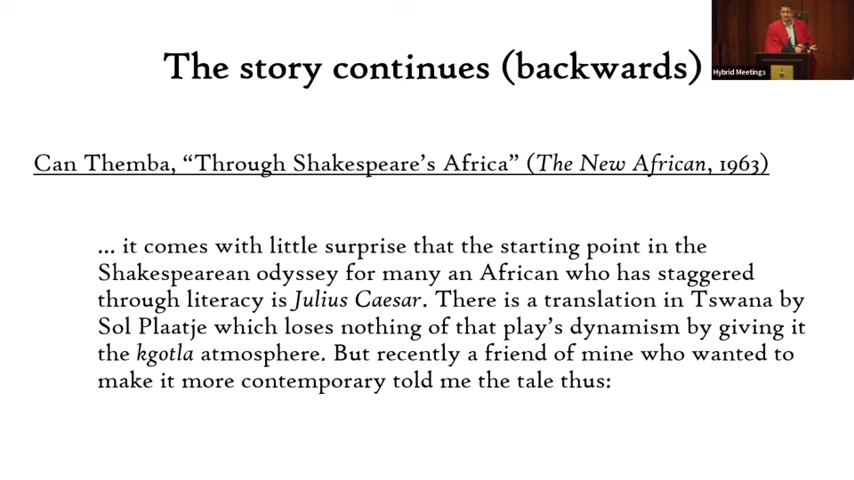 The story continues (backwards)
Hybrid Meetings
Can Themba, “Through Shakespeare’s Africa” (The New African, 1963)
... it comes with little surprise that the starting point in the
Shakespearean odyssey for many an African who has staggered
through literacy is Julius Caesar. There is a translation in Tswana by
Sol Plaatje which loses nothing of that play’s dynamism by giving it
the kgotla atmosphere. But recently a friend of mine who wanted to
make it more contemporary told me the tale thus: